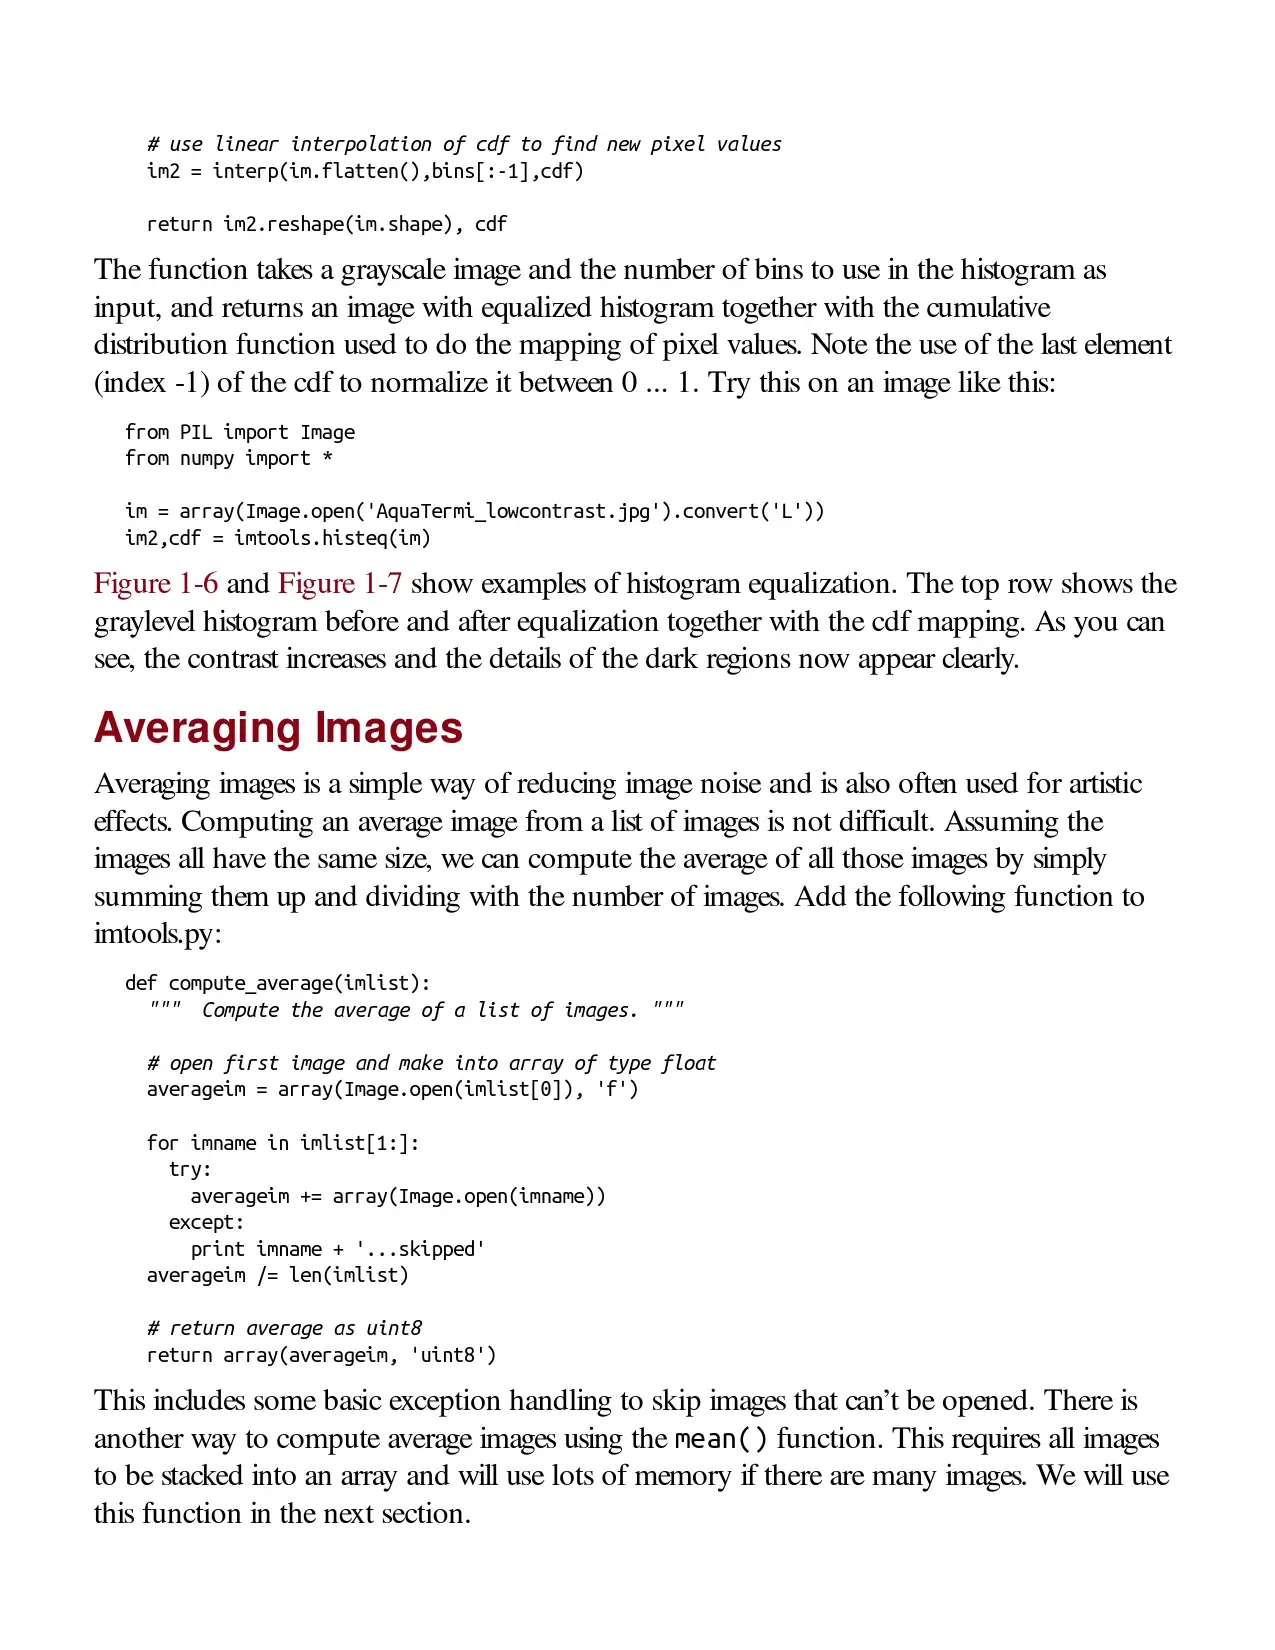 # use linear interpolation of cdf to find new pixel values
im2 = interp(im.flatten(),bins[:-1],cdf)
return im2.reshape(im.shape), cdf
The function takes a grayscale image and the number of bins to use in the histogram as
input, and returns an image with equalized histogram together with the cumulative
distribution function used to do the mapping of pixel values. Note the use of the last element
(index -1) of the cdf to normalize it between 0 ... 1. Try this on an image like this:
from PIL import Image
from numpy import *
im = array(Image.open('AquaTermi_lowcontrast.jpg').convert('L'))
im2,cdf = imtools.histeq(im)
Figure 1-6 and Figure 1-7 show examples of histogram equalization. The top row shows the
graylevel histogram before and after equalization together with the cdf mapping. As you can
see, the contrast increases and the details of the dark regions now appear clearly.
Averaging Images
Averaging images is a simple way of reducing image noise and is also often used for artistic
effects. Computing an average image from a list of images is not difficult. Assuming the
images all have the same size, we can compute the average of all those images by simply
summing them up and dividing with the number of images. Add the following function to
imtools.py:
def compute_average(imlist):
""" Compute the average of a list of images. """
# open first image and make into array of type float
averageim = array(Image.open(imlist[0]), 'f')
for imname in imlist[1:]:
try:
averageim += array(Image.open(imname))
except:
print imname + '...skipped'
averageim /= len(imlist)
# return average as uint8
return array(averageim, 'uint8')
This includes some basic exception handling to skip images that can’t be opened. There is
another way to compute average images using the mean() function. This requires all images
to be stacked into an array and will use lots of memory if there are many images. We will use
this function in the next section.